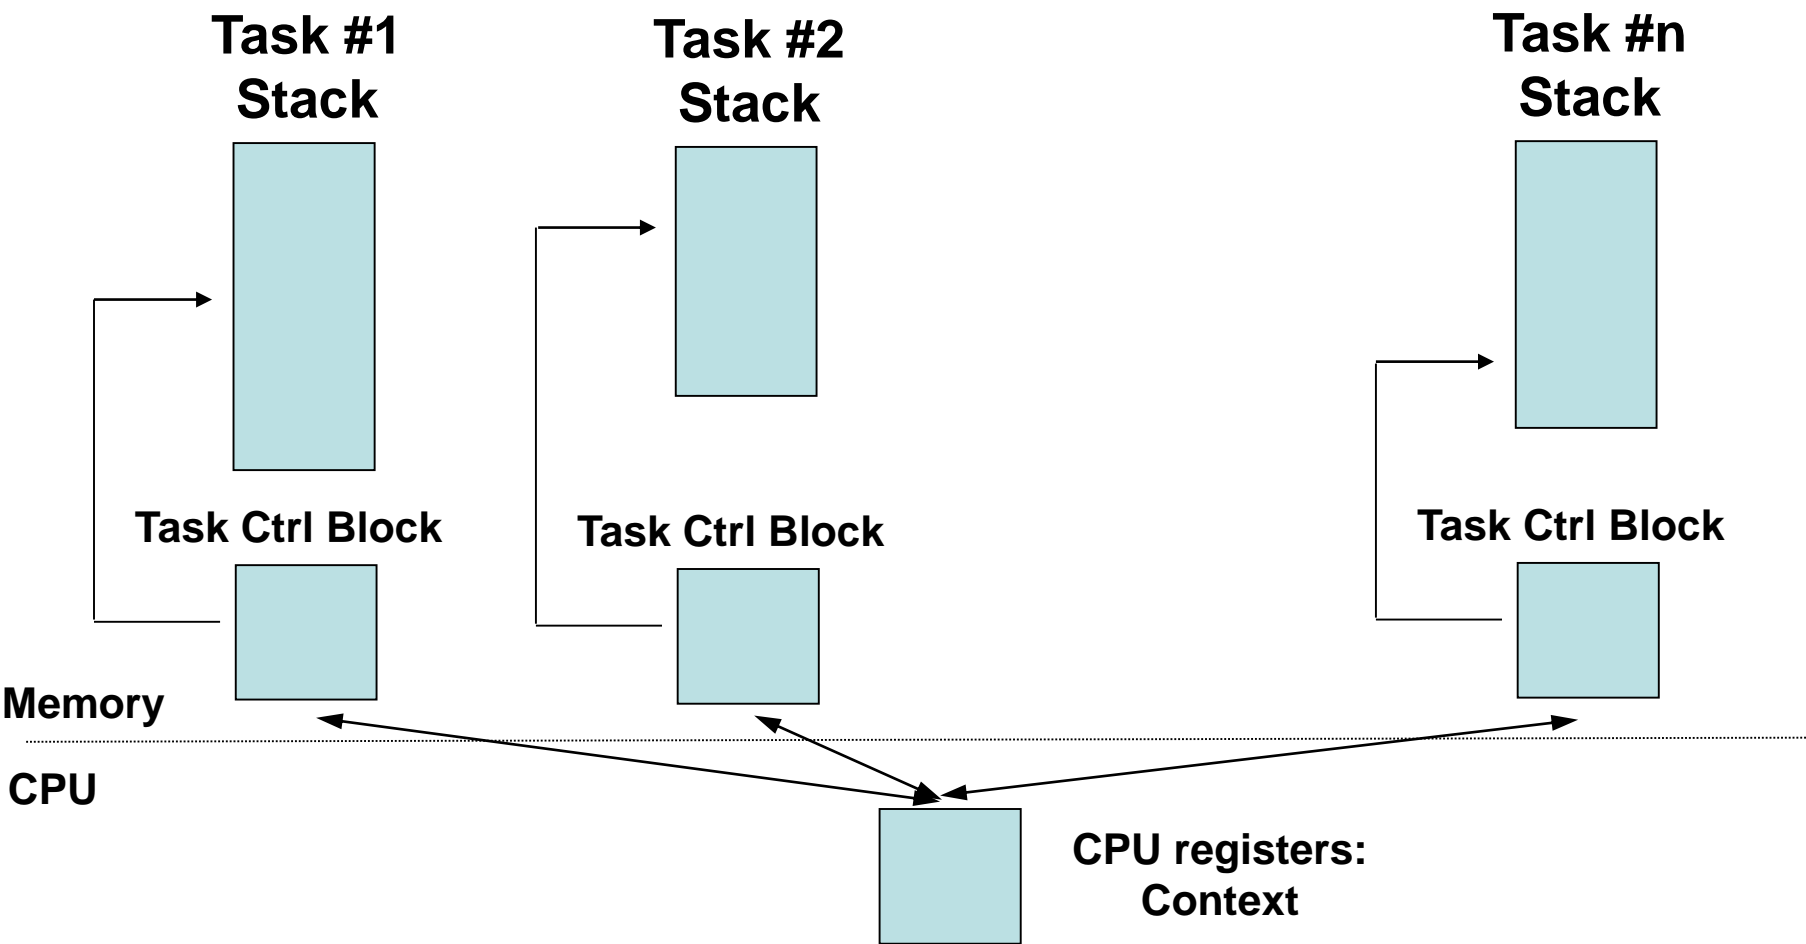 Task #1
Stack
Task #2
Stack
Task #n
Stack
Task Ctrl Block
Task Ctrl Block
Task Ctrl Block
Memory
CPU
CPU registers:
Context